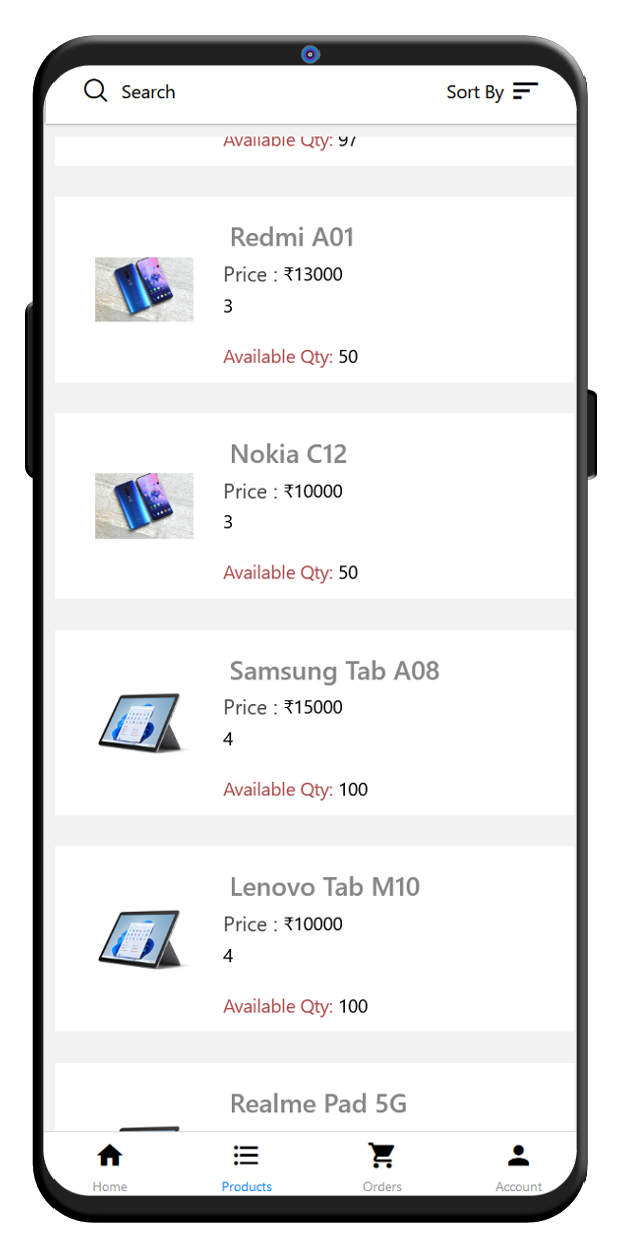 Search
Sort By
Available Qty: 97
Redmi A01
Price : ₹13000
3
Available Qty: 50
Nokia C12
Price : ₹10000
3
Available Qty: 50
Samsung Tab A08
Price : ₹15000
4
Available Qty: 100
Lenovo Tab M10
Price : ₹10000
4
Available Qty: 100
Realme Pad 5G
Home
Products
Orders
Account